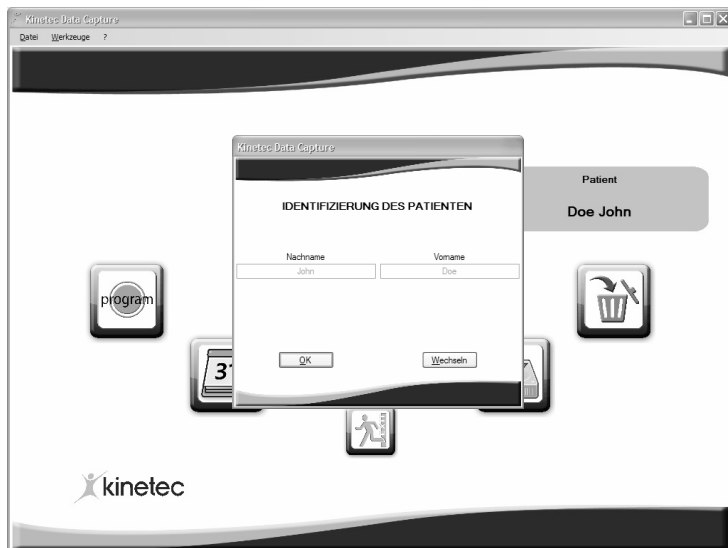 Kinetec Data Capture
Datei Werkzeuge ?
Kinetec Data Capture
IDENTIFIZIERUNG DES PATIENTEN
Nachname Vorname
John Doe
OK Wechseln
Patient
Doe John
program
31
kinetec